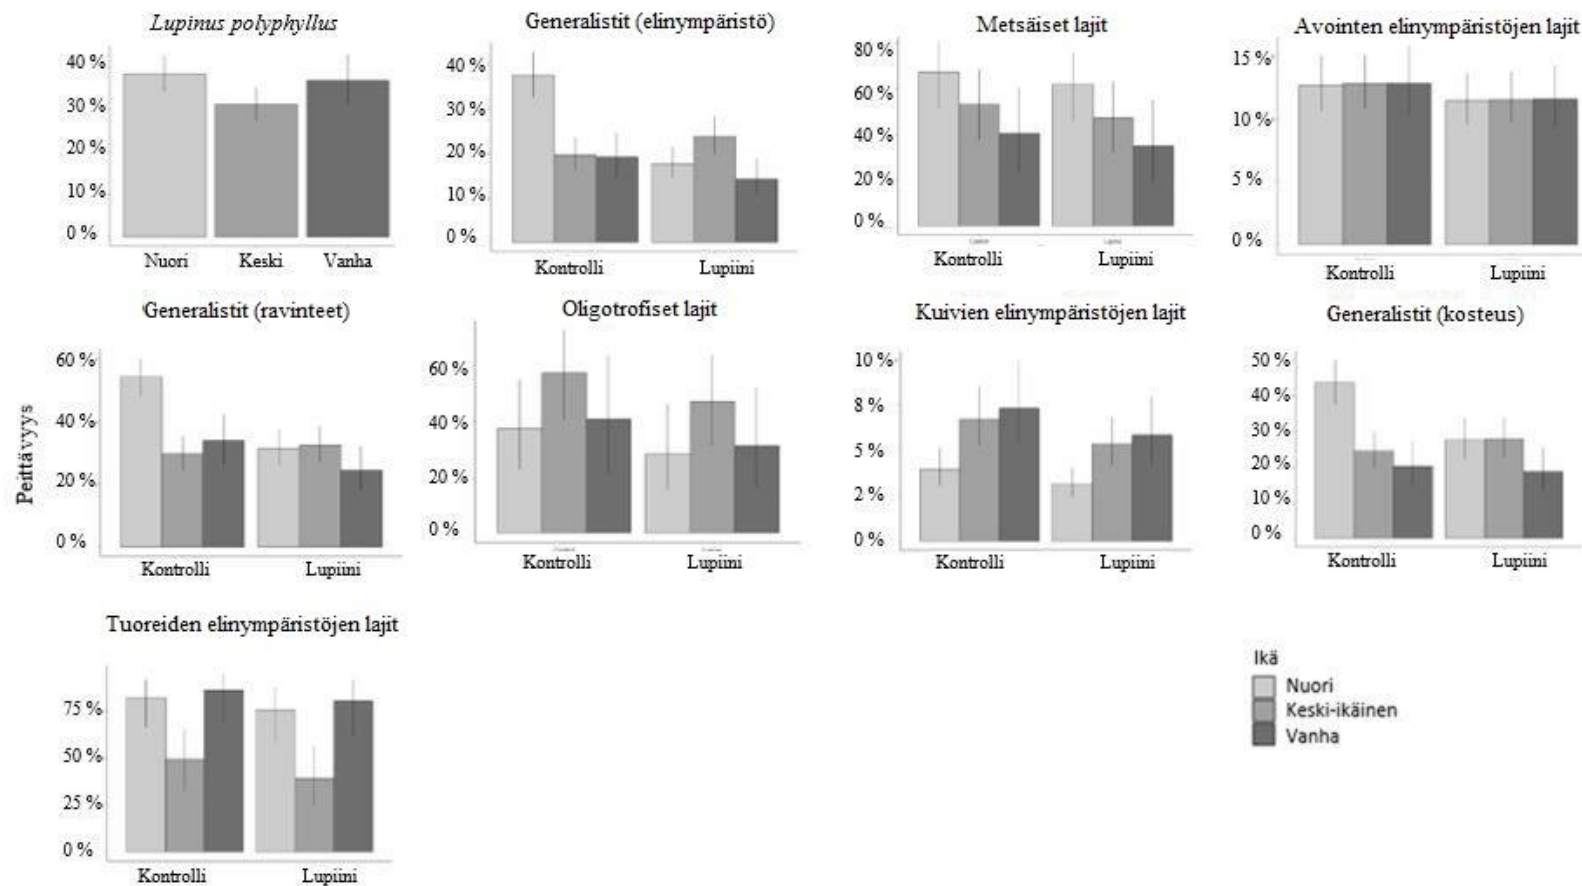 Lupinus polyphyllus
40 %
30 %
20 %
10 %
0 %
Nuori Keski Vanha
Generalistit (elinympäristö)
40 %
30 %
20 %
10 %
0 %
Kontrolli Lupiini
Metsäiset lajit
80 %
60 %
40 %
20 %
0 %
Kontrolli Lupiini
Avointen elinympäristöjen lajit
15 %
10 %
5 %
0 %
Kontrolli Lupiini
Peittävyys
Generalistit (ravinteet)
60 %
40 %
20 %
0 %
Kontrolli Lupiini
Oligotrofiset lajit
60 %
40 %
20 %
0 %
Kontrolli Lupiini
Kuivien elinympäristöjen lajit
10 %
8 %
5 %
2 %
0 %
Kontrolli Lupiini
Generalistit (kosteus)
50 %
40 %
30 %
20 %
10 %
0 %
Kontrolli Lupiini
Tuoreiden elinympäristöjen lajit
75 %
50 %
25 %
0 %
Kontrolli Lupiini
Ikä
Nuori
Keski-ikäinen
Vanha